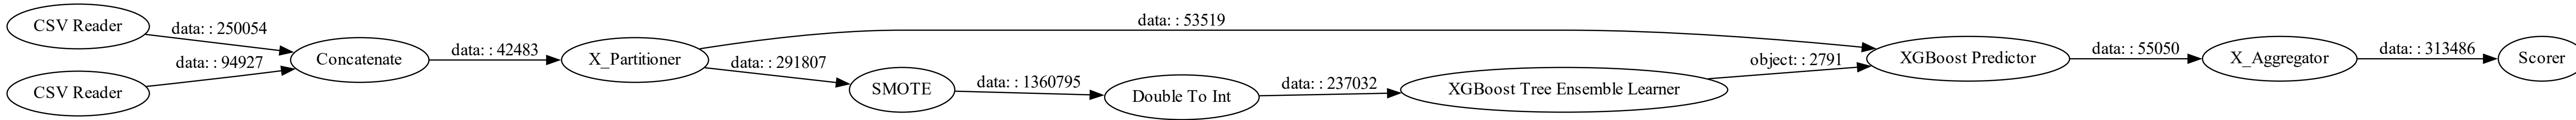 CSV Reader
data: : 250054
CSV Reader
data: : 94927
Concatenate
data: : 42483
X_Partitioner
data: : 53519
data: : 291807
SMOTE
data: : 1360795
Double To Int
data: : 237032
XGBoost Tree Ensemble Learner
object: : 2791
XGBoost Predictor
data: : 55050
X_Aggregator
data: : 313486
Scorer